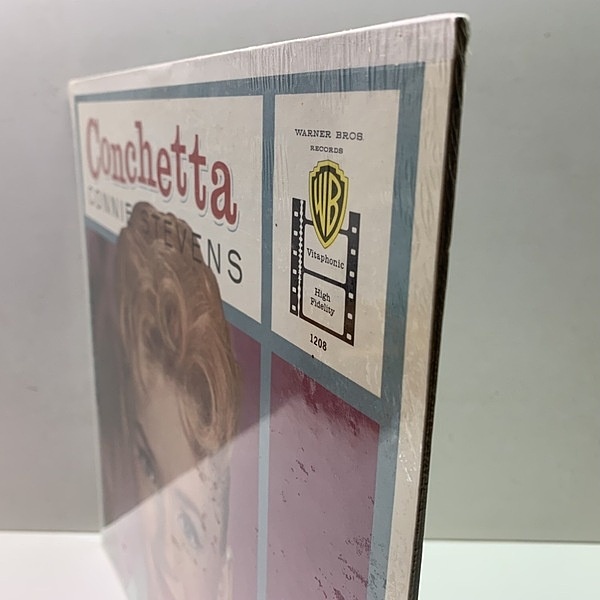 Conchetta
CONNIE STEVENS
WARNER BROS.
RECORDS
WB
Vitaphonic
High
Fidelity
1208